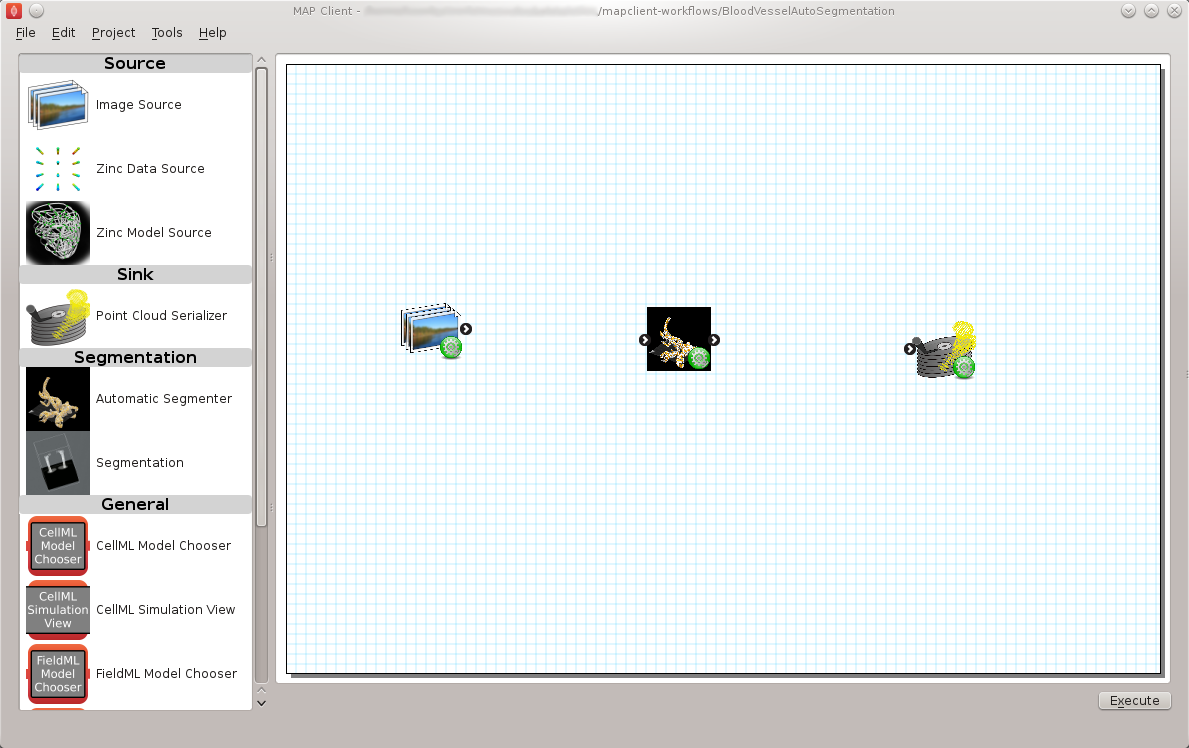 MAP Client - /mapclient-workflows/BloodVesselAutoSegmentation
File Edit Project Tools Help
Source
Image Source
Zinc Data Source
Zinc Model Source
Sink
Point Cloud Serializer
Segmentation
Automatic Segmenter
Segmentation
General
CellML
Model
Chooser
CellML Model Chooser
CellML
Simulation
View
CellML Simulation View
FieldML
Model
Chooser
FieldML Model Chooser
Execute